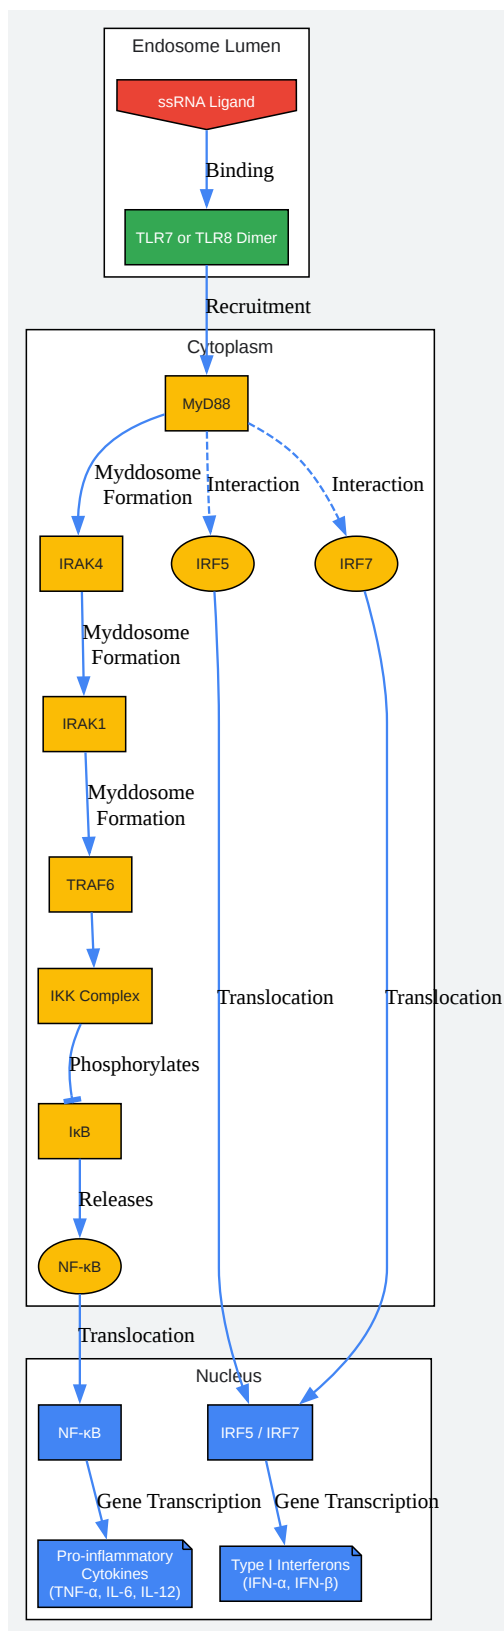 Endosome Lumen
ssRNA Ligand
Binding
TLR7 or TLR8 Dimer
Recruitment
Cytoplasm
MyD88
Myddosome
Formation
Interaction
Interaction
IRAK4
IRF5
IRF7
Myddosome
Formation
IRAK1
Myddosome
Formation
TRAF6
IKK Complex
Translocation
Translocation
Phosphorylates
IκB
Releases
NF-κB
Translocation
Nucleus
NF-κB
IRF5 / IRF7
Gene Transcription
Gene Transcription
Pro-inflammatory
Cytokines
(TNF-α, IL-6, IL-12)
Type I Interferons
(IFN-α, IFN-β)